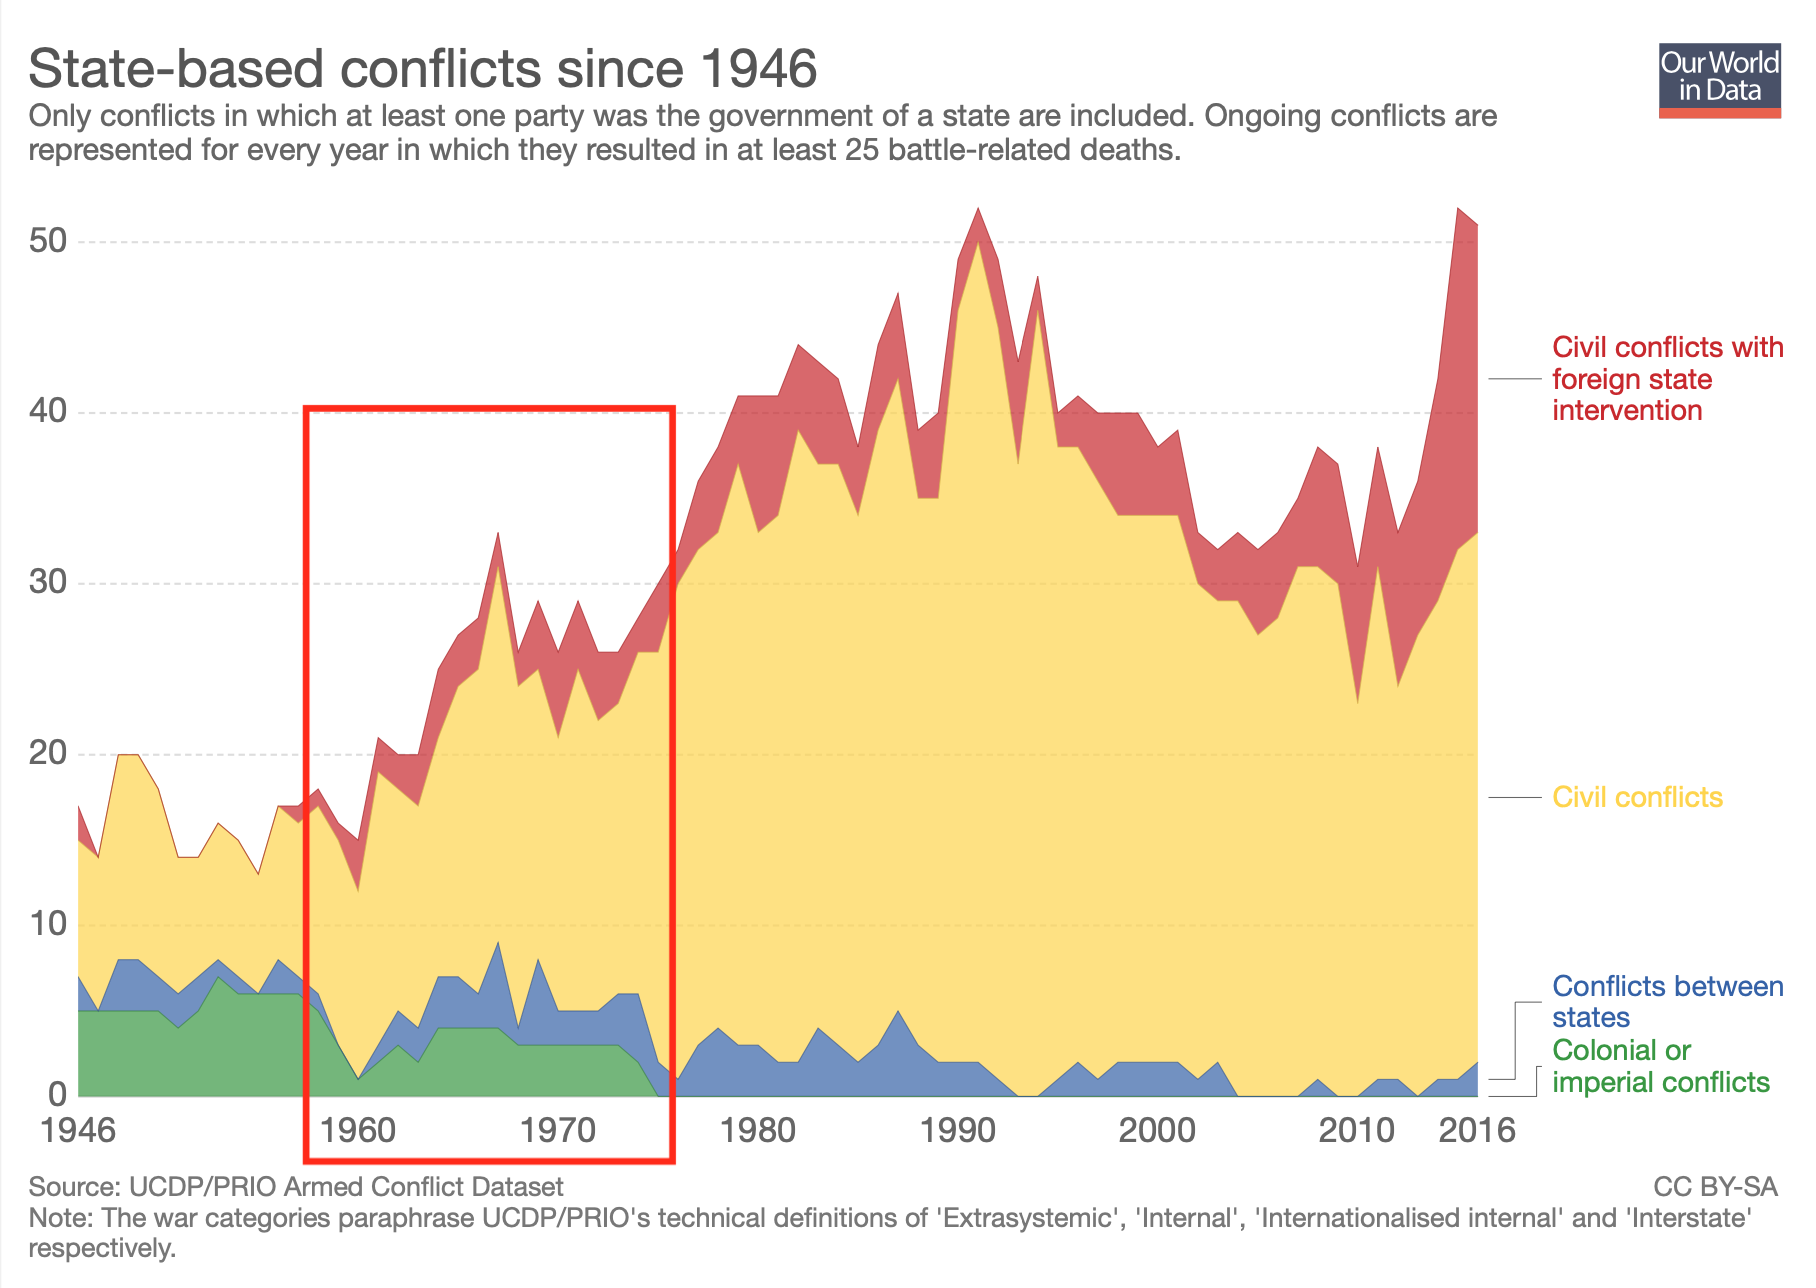 State-based conflicts since 1946
Our World
in Data
Only conflicts in which at least one party was the government of a state are included. Ongoing conflicts are
represented for every year in which they resulted in at least 25 battle-related deaths.
50
40
30
20
10
0
1946
1960
1970
1980
1990
2000
2010
2016
Civil conflicts with
foreign state
intervention
Civil conflicts
Conflicts between
states
Colonial or
imperial conflicts
Source: UCDP/PRIO Armed Conflict Dataset
CC BY-SA
Note: The war categories paraphrase UCDP/PRIO's technical definitions of 'Extrasystemic', 'Internal', 'Internationalised internal' and 'Interstate'
respectively.